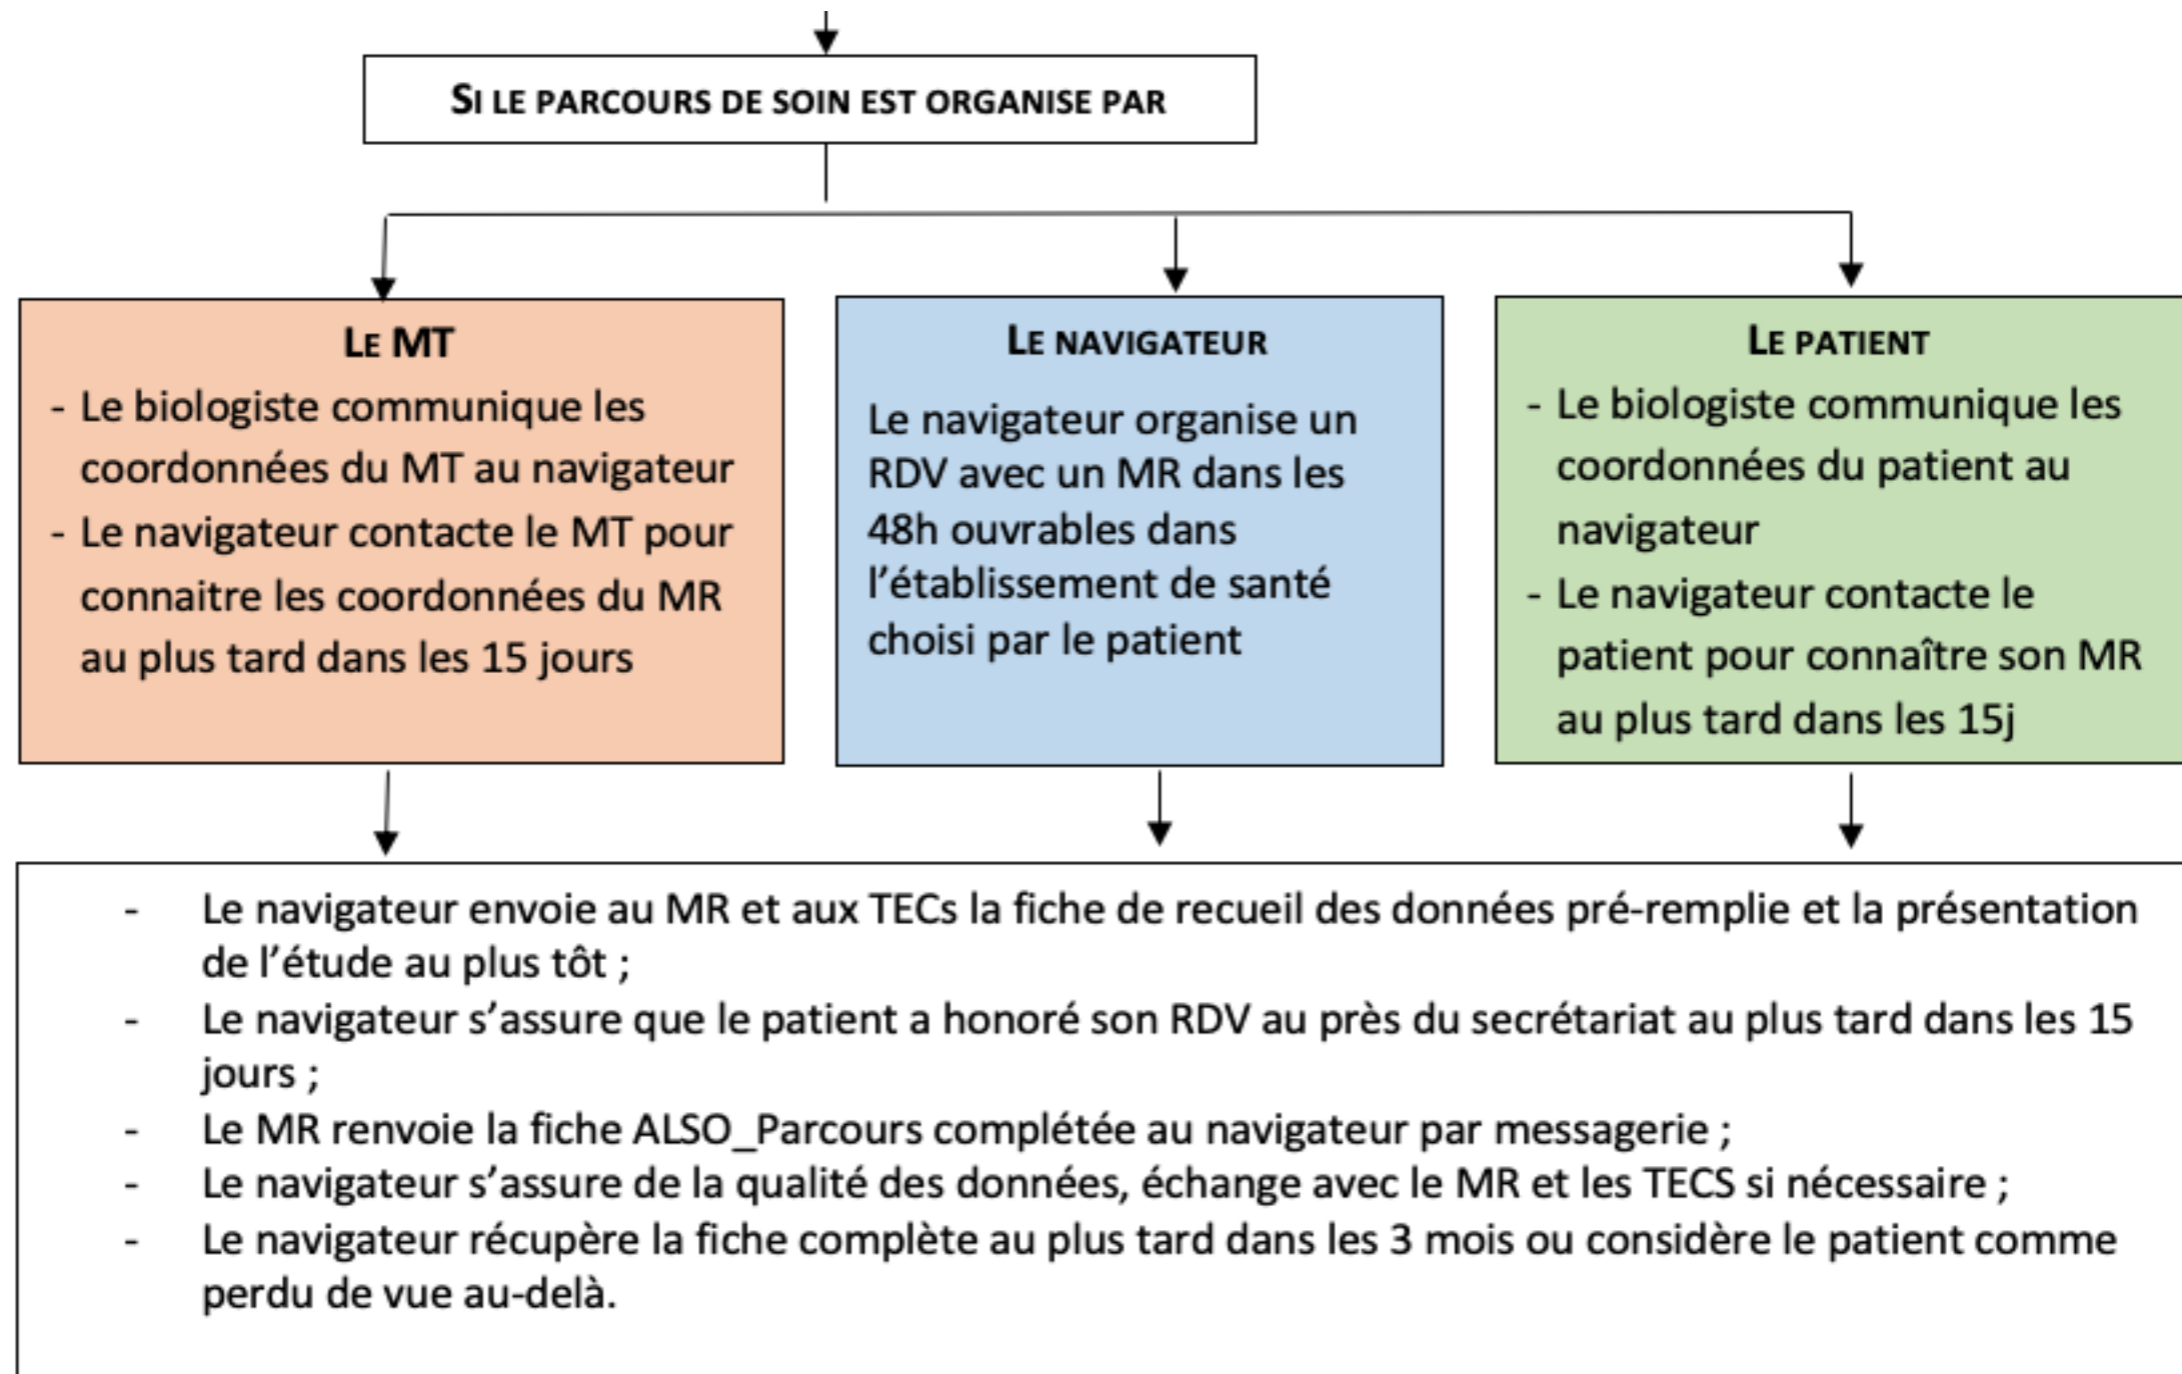 SI LE PARCOURS DE SOIN EST ORGANISE PAR
LE MT
- Le biologiste communique les
coordonnées du MT au navigateur
- Le navigateur contacte le MT pour
connaitre les coordonnées du MR
au plus tard dans les 15 jours
LE NAVIGATEUR
Le navigateur organise un
RDV avec un MR dans les
48h ouvrables dans
l’établissement de santé
choisi par le patient
LE PATIENT
- Le biologiste communique les
coordonnées du patient au
navigateur
- Le navigateur contacte le
patient pour connaître son MR
au plus tard dans les 15j
- Le navigateur envoie au MR et aux TECs la fiche de recueil des données pré-remplie et la présentation
de l’étude au plus tôt ;
- Le navigateur s’assure que le patient a honoré son RDV au près du secrétariat au plus tard dans les 15
jours ;
- Le MR renvoie la fiche ALSO_Parcours complétée au navigateur par messagerie ;
- Le navigateur s’assure de la qualité des données, échange avec le MR et les TECS si nécessaire ;
- Le navigateur récupère la fiche complète au plus tard dans les 3 mois ou considère le patient comme
perdu de vue au-delà.